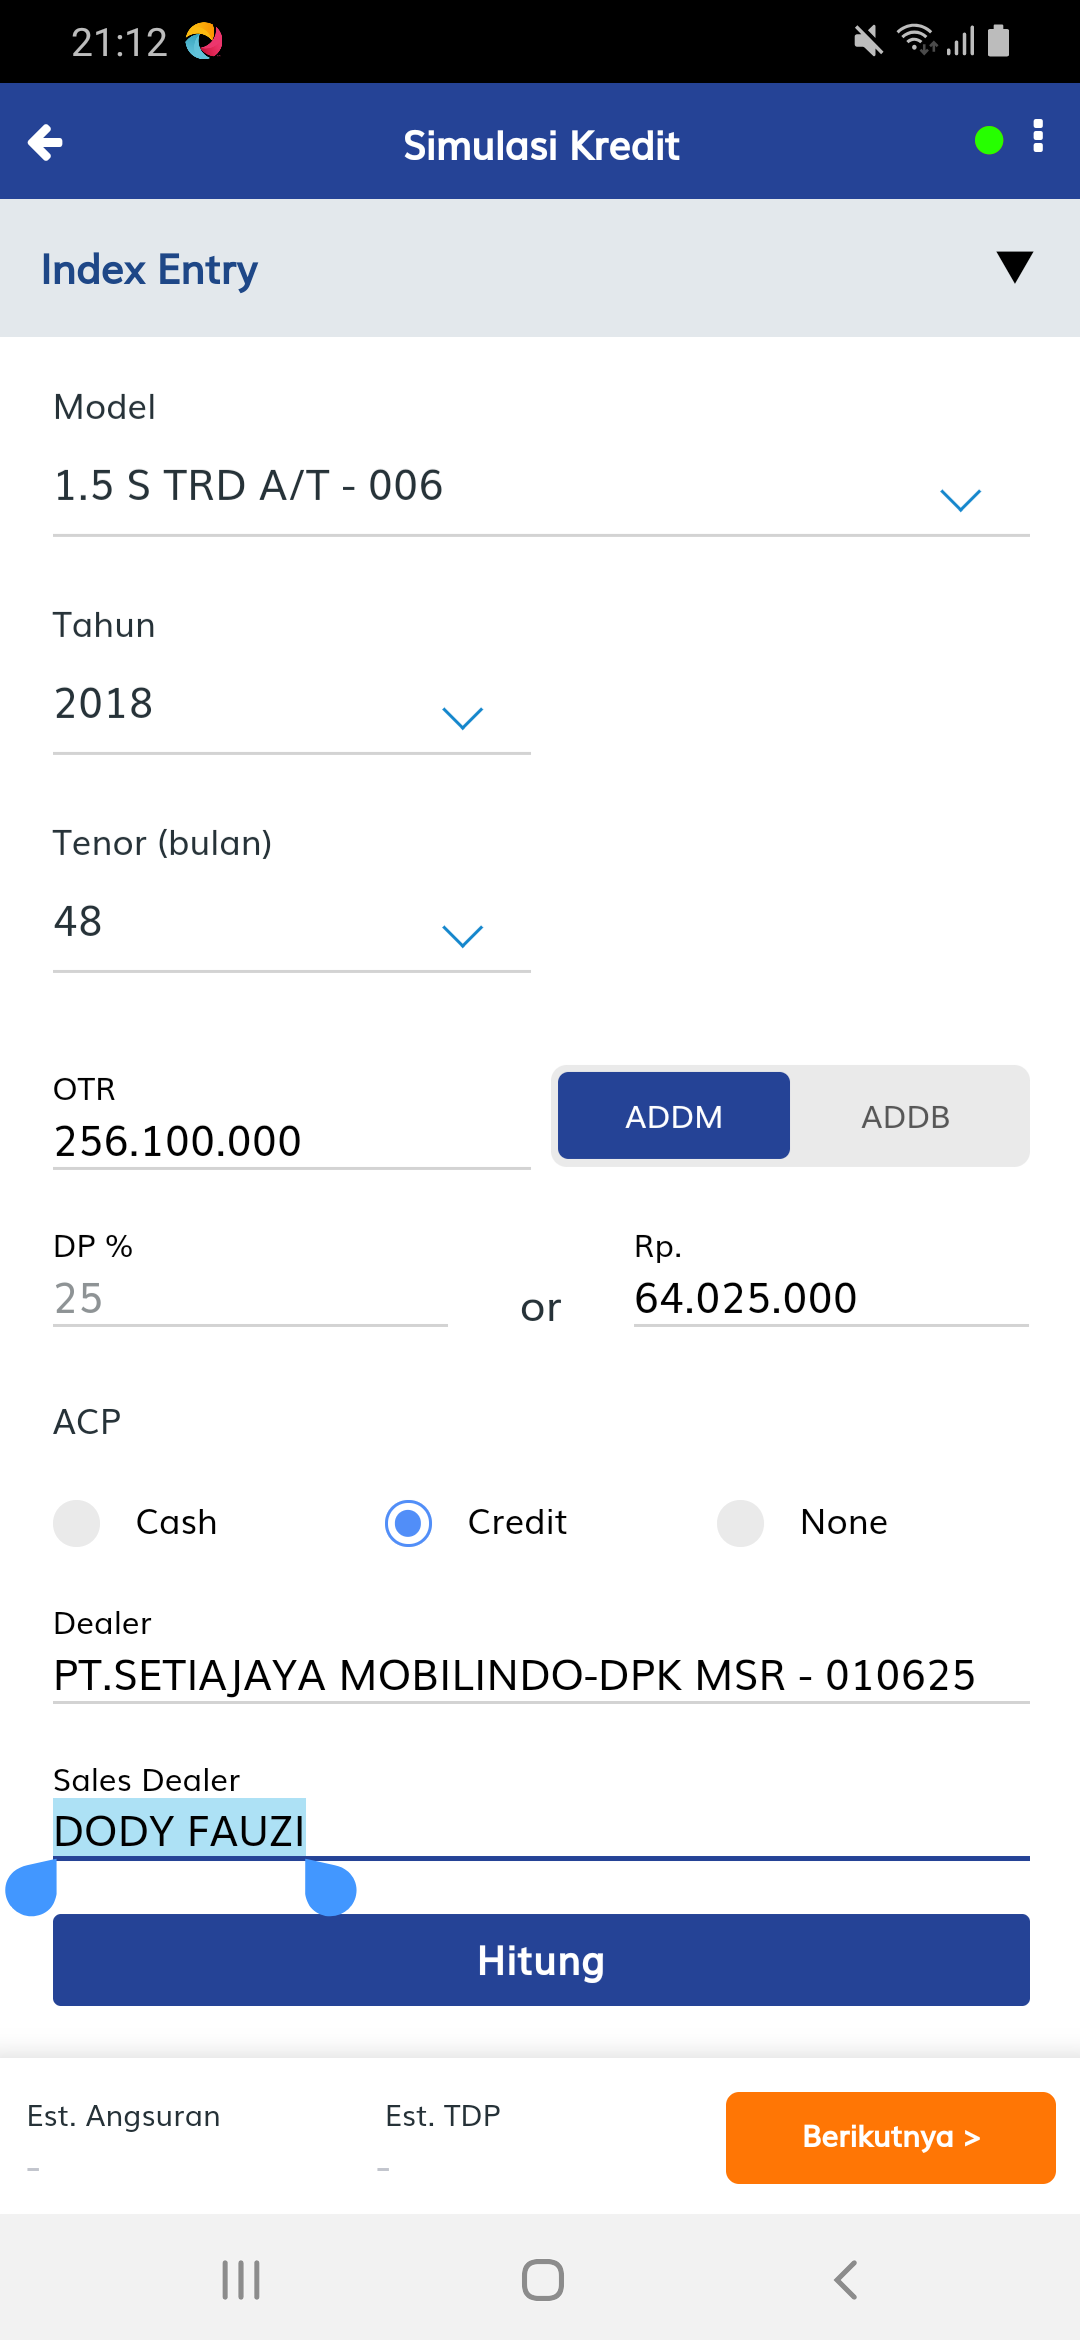 21:12
Simulasi Kredit
Index Entry
Model
1.5 S TRD A/T - 006
Tahun
2018
Tenor (bulan)
48
OTR
256.100.000
ADDM ADDB
DP %
25
or
Rp.
64.025.000
ACP
Cash Credit None
Dealer
PT.SETIAJAYA MOBILINDO-DPK MSR - 010625
Sales Dealer
DODY FAUZI
Hitung
Est. Angsuran
-
Est. TDP
-
Berikutnya >